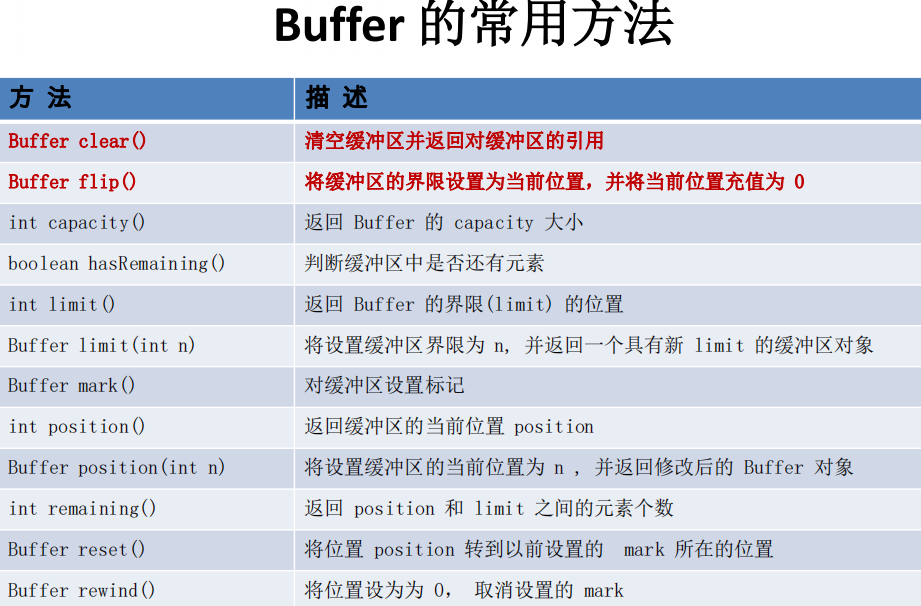 Buffer 的常用方法
方 法 描 述
Buffer clear() 清空缓冲区并返回对缓冲区的引用
Buffer flip() 将缓冲区的界限设置为当前位置，并将当前位置充值为 0
int capacity() 返回 Buffer 的 capacity 大小
boolean hasRemaining() 判断缓冲区中是否还有元素
int limit() 返回 Buffer 的界限(limit) 的位置
Buffer limit(int n) 将设置缓冲区界限为 n, 并返回一个具有新 limit 的缓冲区对象
Buffer mark() 对缓冲区设置标记
int position() 返回缓冲区的当前位置 position
Buffer position(int n) 将设置缓冲区的当前位置为 n , 并返回修改后的 Buffer 对象
int remaining() 返回 position 和 limit 之间的元素个数
Buffer reset() 将位置 position 转到以前设置的 mark 所在的位置
Buffer rewind() 将位置设为为 0， 取消设置的 mark